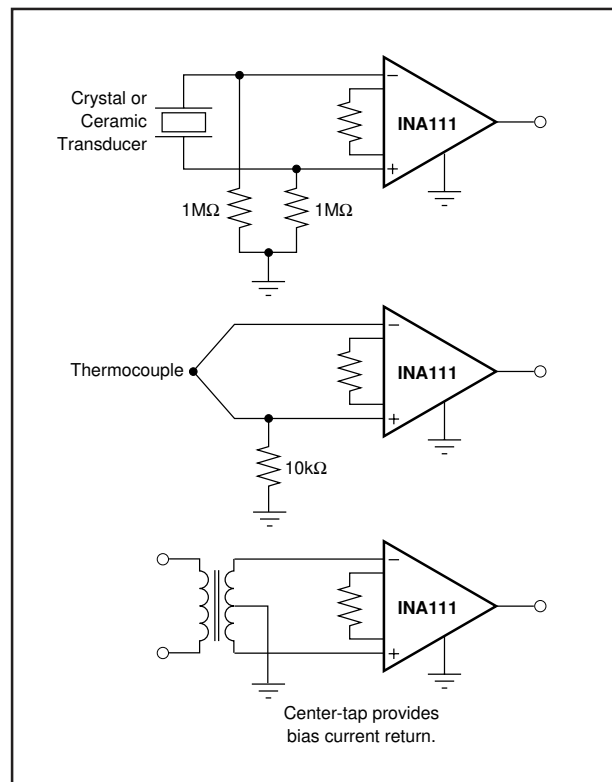 Crystal or
Ceramic
Transducer
−
INA111
+
1MΩ
1MΩ
−
Thermocouple
INA111
+
10kΩ
−
INA111
+
Center-tap provides
bias current return.